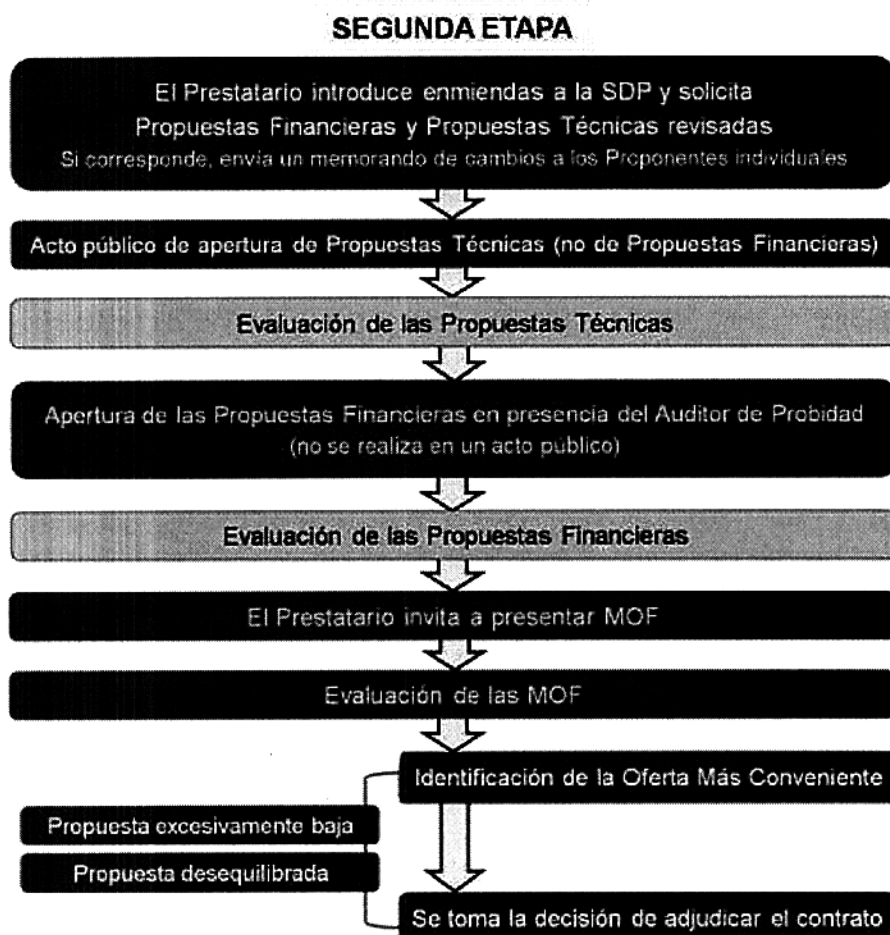 SEGUNDA ETAPA
El Prestatario introduce enmiendas a la SDP y solicita
Propuestas Financieras y Propuestas Técnicas revisadas
Si corresponde, envía un memorando de cambios a los Proponentes individuales
Acto público de apertura de Propuestas Técnicas (no de Propuestas Financieras)
Evaluación de las Propuestas Técnicas
Apertura de las Propuestas Financieras en presencia del Auditor de Probidad
(no se realiza en un acto público)
Evaluación de las Propuestas Financieras
El Prestatario invita a presentar MOF
Evaluación de las MOF
Identificación de la Oferta Más Conveniente
Propuesta excesivamente baja
Propuesta desequilibrada
Se toma la decisión de adjudicar el contrato